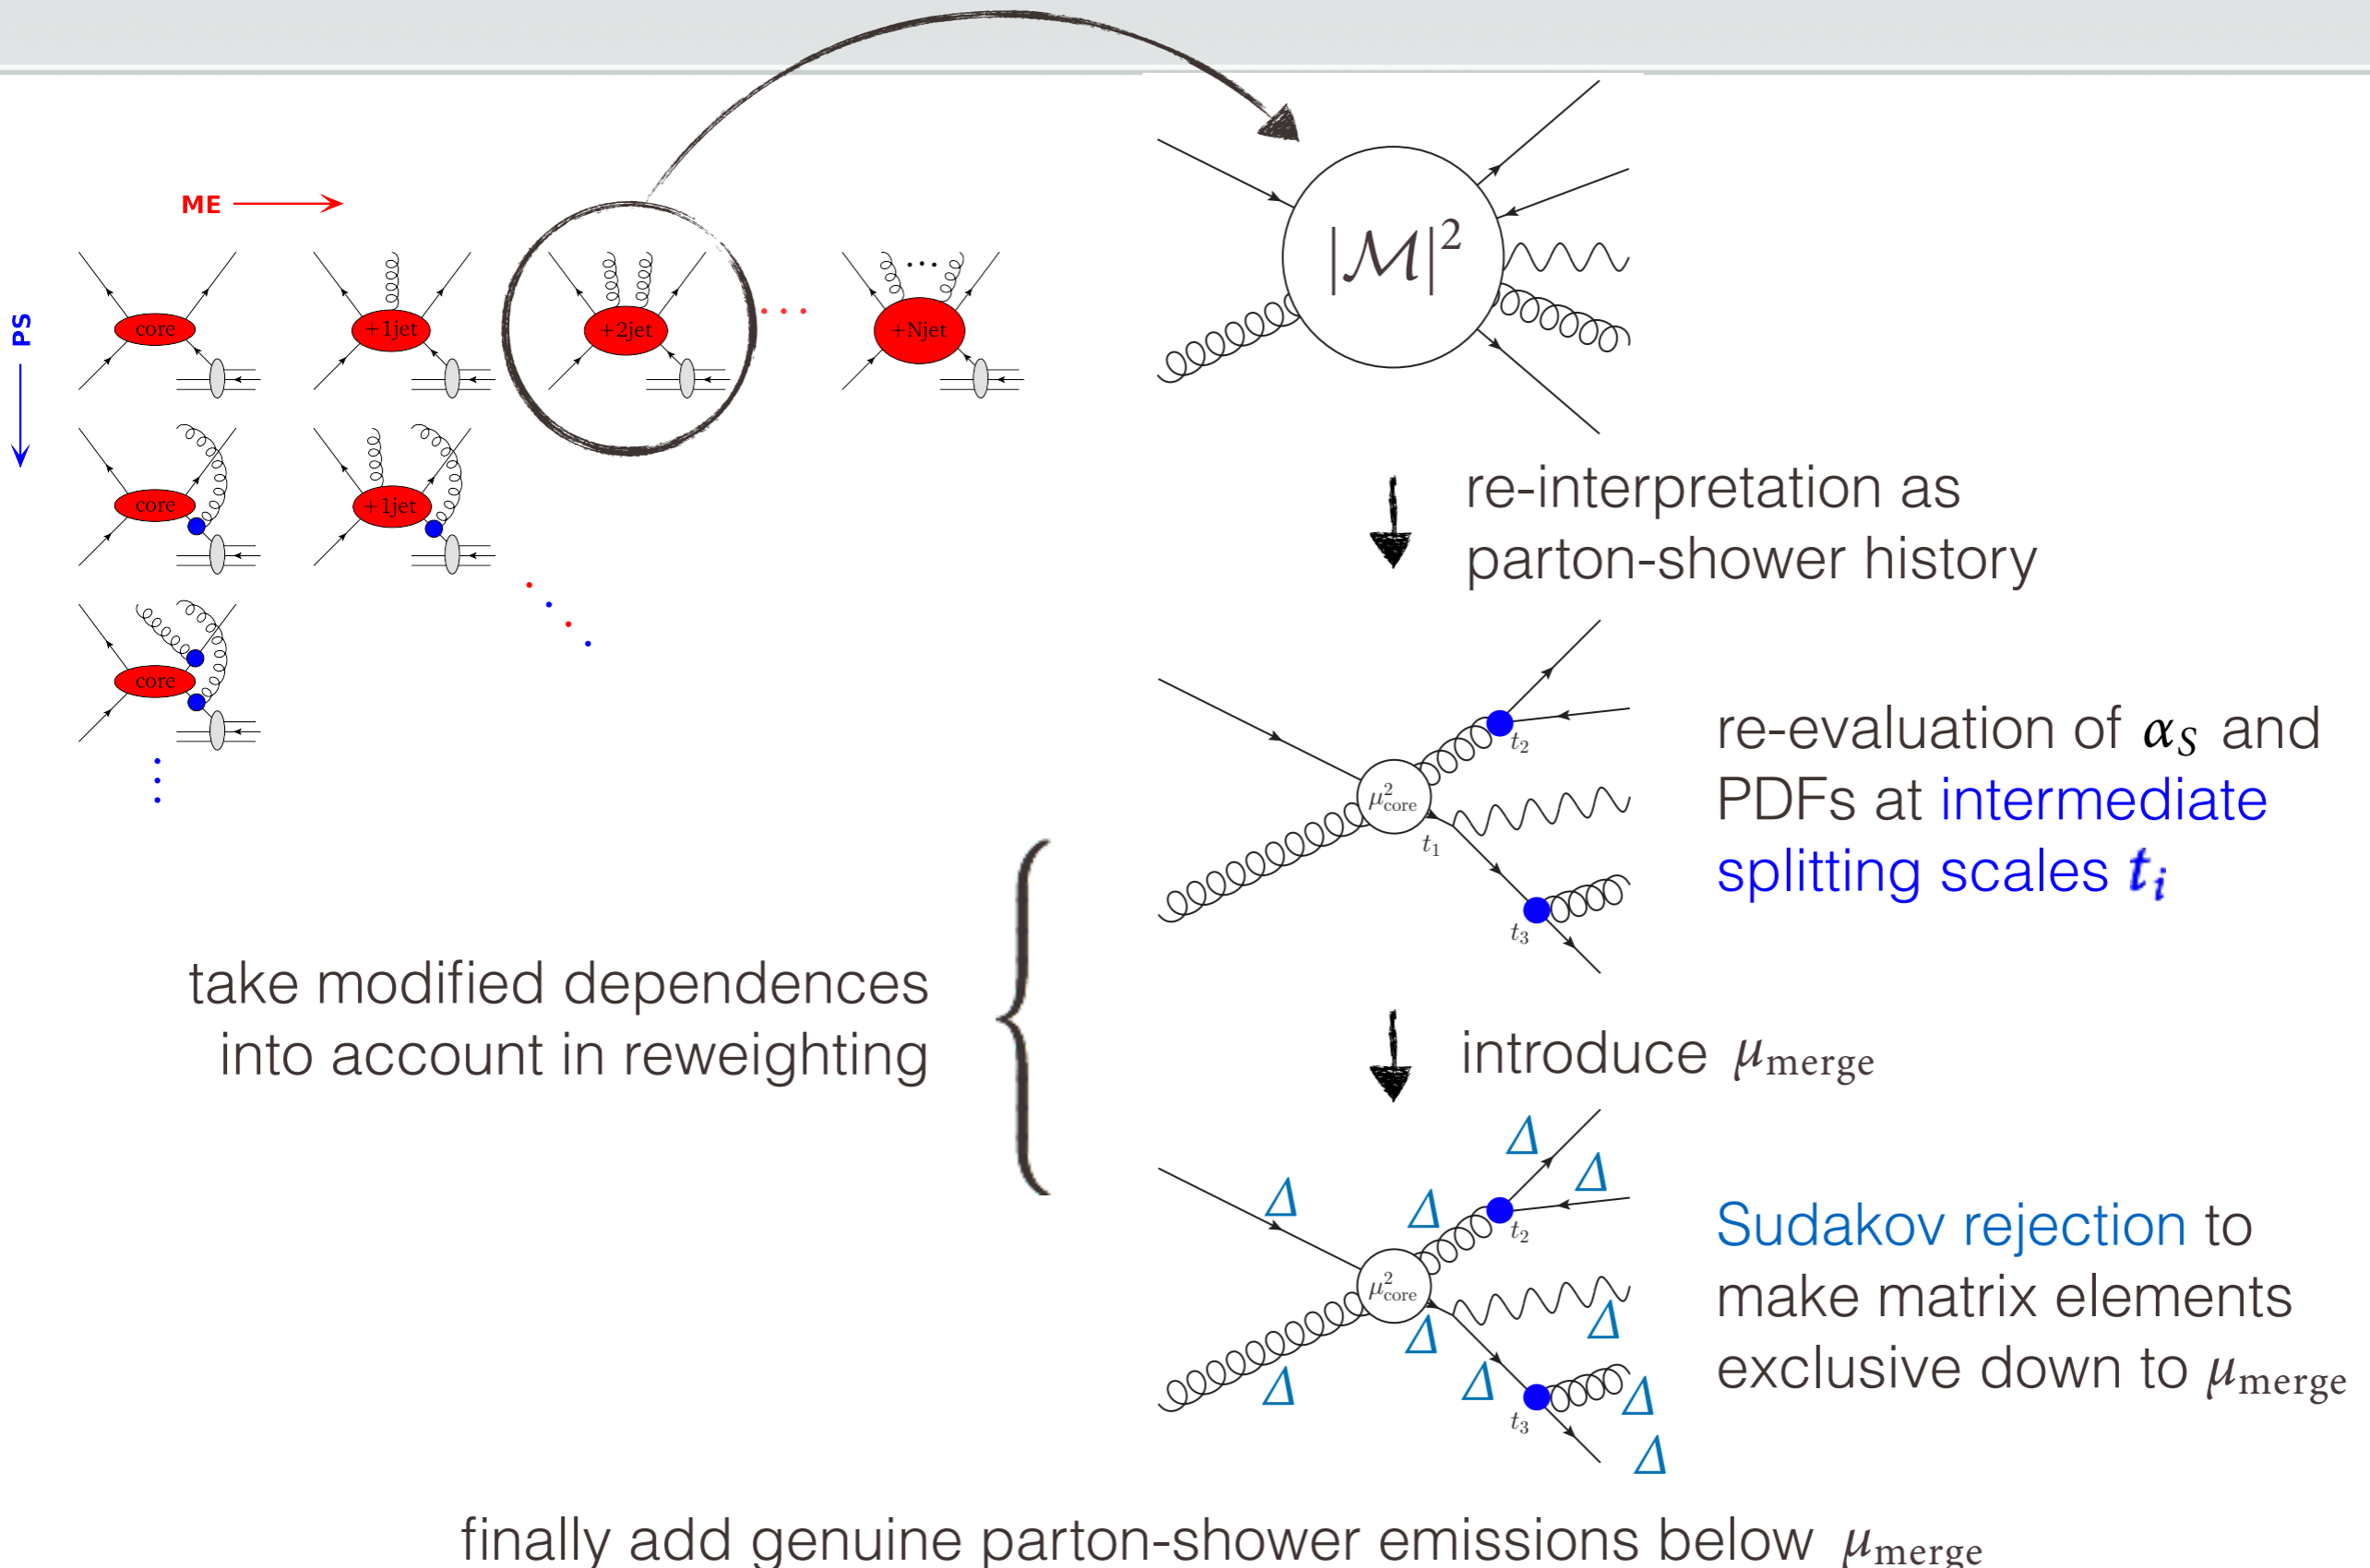 ME
PS
core
+1jet
+2jet
...
+Njet
core
+1jet
core
|M|²
re-interpretation as
parton-shower history
μ²core
t₁
t₂
t₃
re-evaluation of αS and
PDFs at intermediate
splitting scales tᵢ
take modified dependences
into account in reweighting
introduce μmerge
Δ
Δ
Δ
Δ
t₂
μ²core
Δ
Δ
Δ
Δ
t₃
Δ
Δ
Sudakov rejection to
make matrix elements
exclusive down to μmerge
finally add genuine parton-shower emissions below μmerge